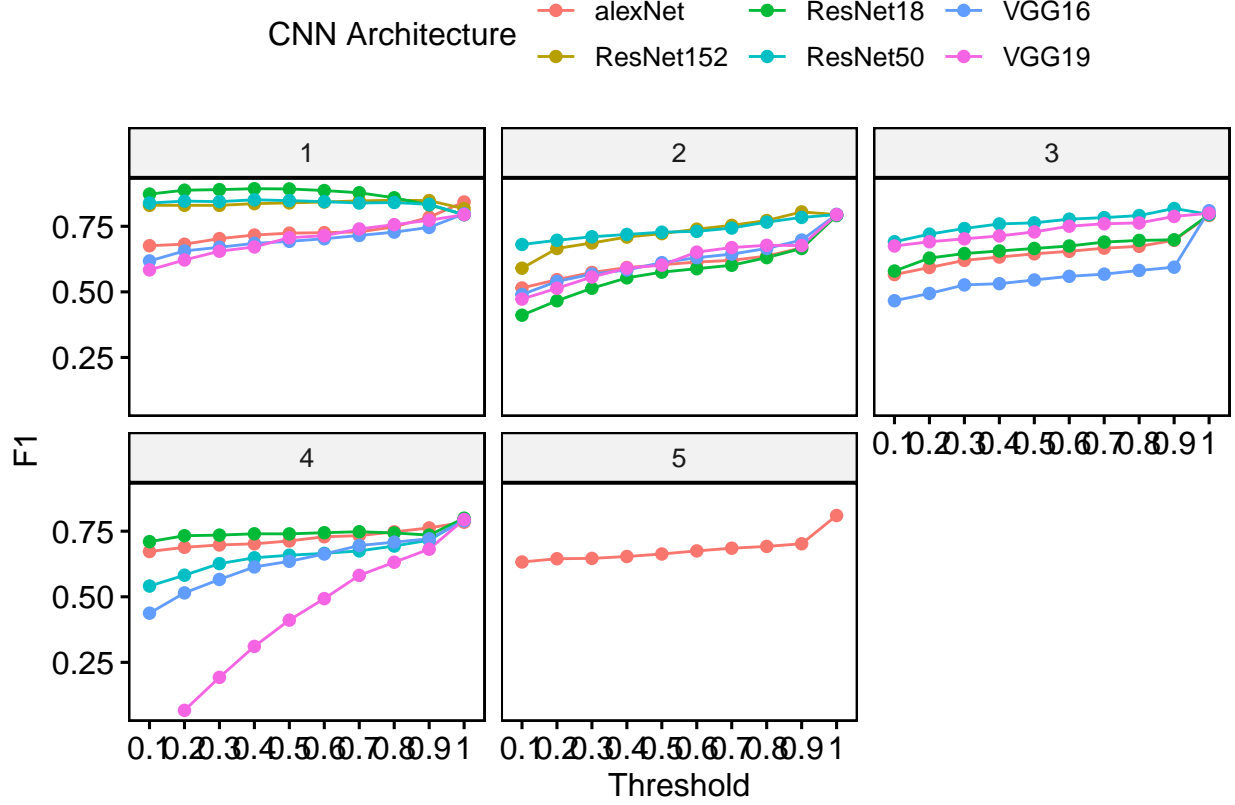 CNN Architecture
alexNet ResNet18 VGG16
ResNet152 ResNet50 VGG19
1 2 3
0.75
0.50
0.25
0.1 0.2 0.3 0.4 0.5 0.6 0.7 0.8 0.9 1
F1
4 5
0.75
0.50
0.25
0.1 0.2 0.3 0.4 0.5 0.6 0.7 0.8 0.9 1 0.1 0.2 0.3 0.4 0.5 0.6 0.7 0.8 0.9 1
Threshold